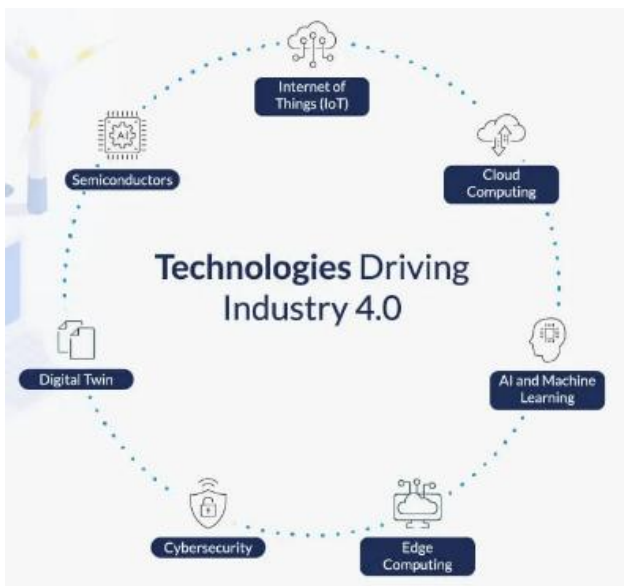 Internet of
Things (IoT)
Cloud
Computing
AI
Semiconductors
Technologies Driving
Industry 4.0
AI and Machine
Learning
Digital Twin
Edge
Computing
Cybersecurity